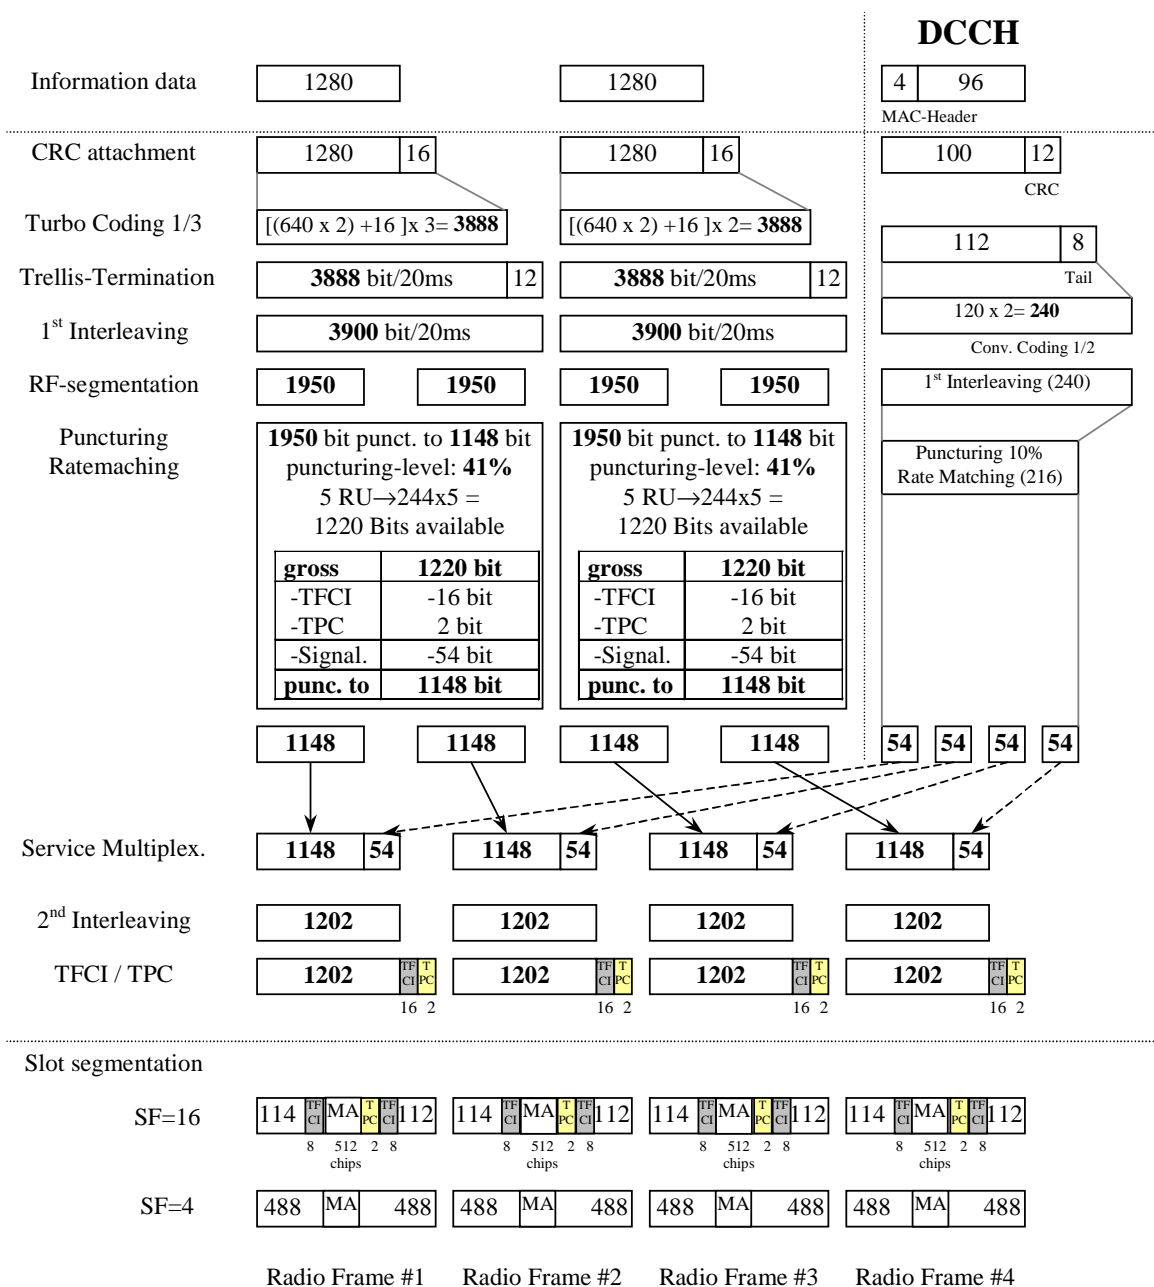 DCCH
Information data 1280 1280 4 96
MAC-Header
CRC attachment 1280 16 1280 16 100 12
CRC
Turbo Coding 1/3 [(640 x 2) +16 ]x 3= 3888 [(640 x 2) +16 ]x 2= 3888
112 8
Trellis-Termination 3888 bit/20ms 12 3888 bit/20ms 12
Tail
120 x 2= 240
1st Interleaving 3900 bit/20ms 3900 bit/20ms
Conv. Coding 1/2
RF-segmentation 1950 1950 1950 1950 1st Interleaving (240)
Puncturing
Ratemaching
1950 bit punct. to 1148 bit
puncturing-level: 41%
5 RU→244x5 =
1220 Bits available
gross 1220 bit
-TFCI -16 bit
-TPC 2 bit
-Signal. -54 bit
punc. to 1148 bit
1950 bit punct. to 1148 bit
puncturing-level: 41%
5 RU→244x5 =
1220 Bits available
gross 1220 bit
-TFCI -16 bit
-TPC 2 bit
-Signal. -54 bit
punc. to 1148 bit
Puncturing 10%
Rate Matching (216)
1148 1148 1148 1148 54 54 54 54
Service Multiplex. 1148 54 1148 54 1148 54 1148 54
2nd Interleaving 1202 1202 1202 1202
TFCI / TPC 1202 TF CI T PC 1202 TF CI T PC 1202 TF CI T PC 1202 TF CI T PC
16 2 16 2 16 2 16 2
Slot segmentation
SF=16 114 TF CI MA T PC TF CI 112 114 TF CI MA T PC TF CI 112 114 TF CI MA T PC TF CI 112 114 TF CI MA T PC TF CI 112
8 512 2 8 8 512 2 8 8 512 2 8 8 512 2 8
chips chips chips chips
SF=4 488 MA 488 488 MA 488 488 MA 488 488 MA 488
Radio Frame #1 Radio Frame #2 Radio Frame #3 Radio Frame #4